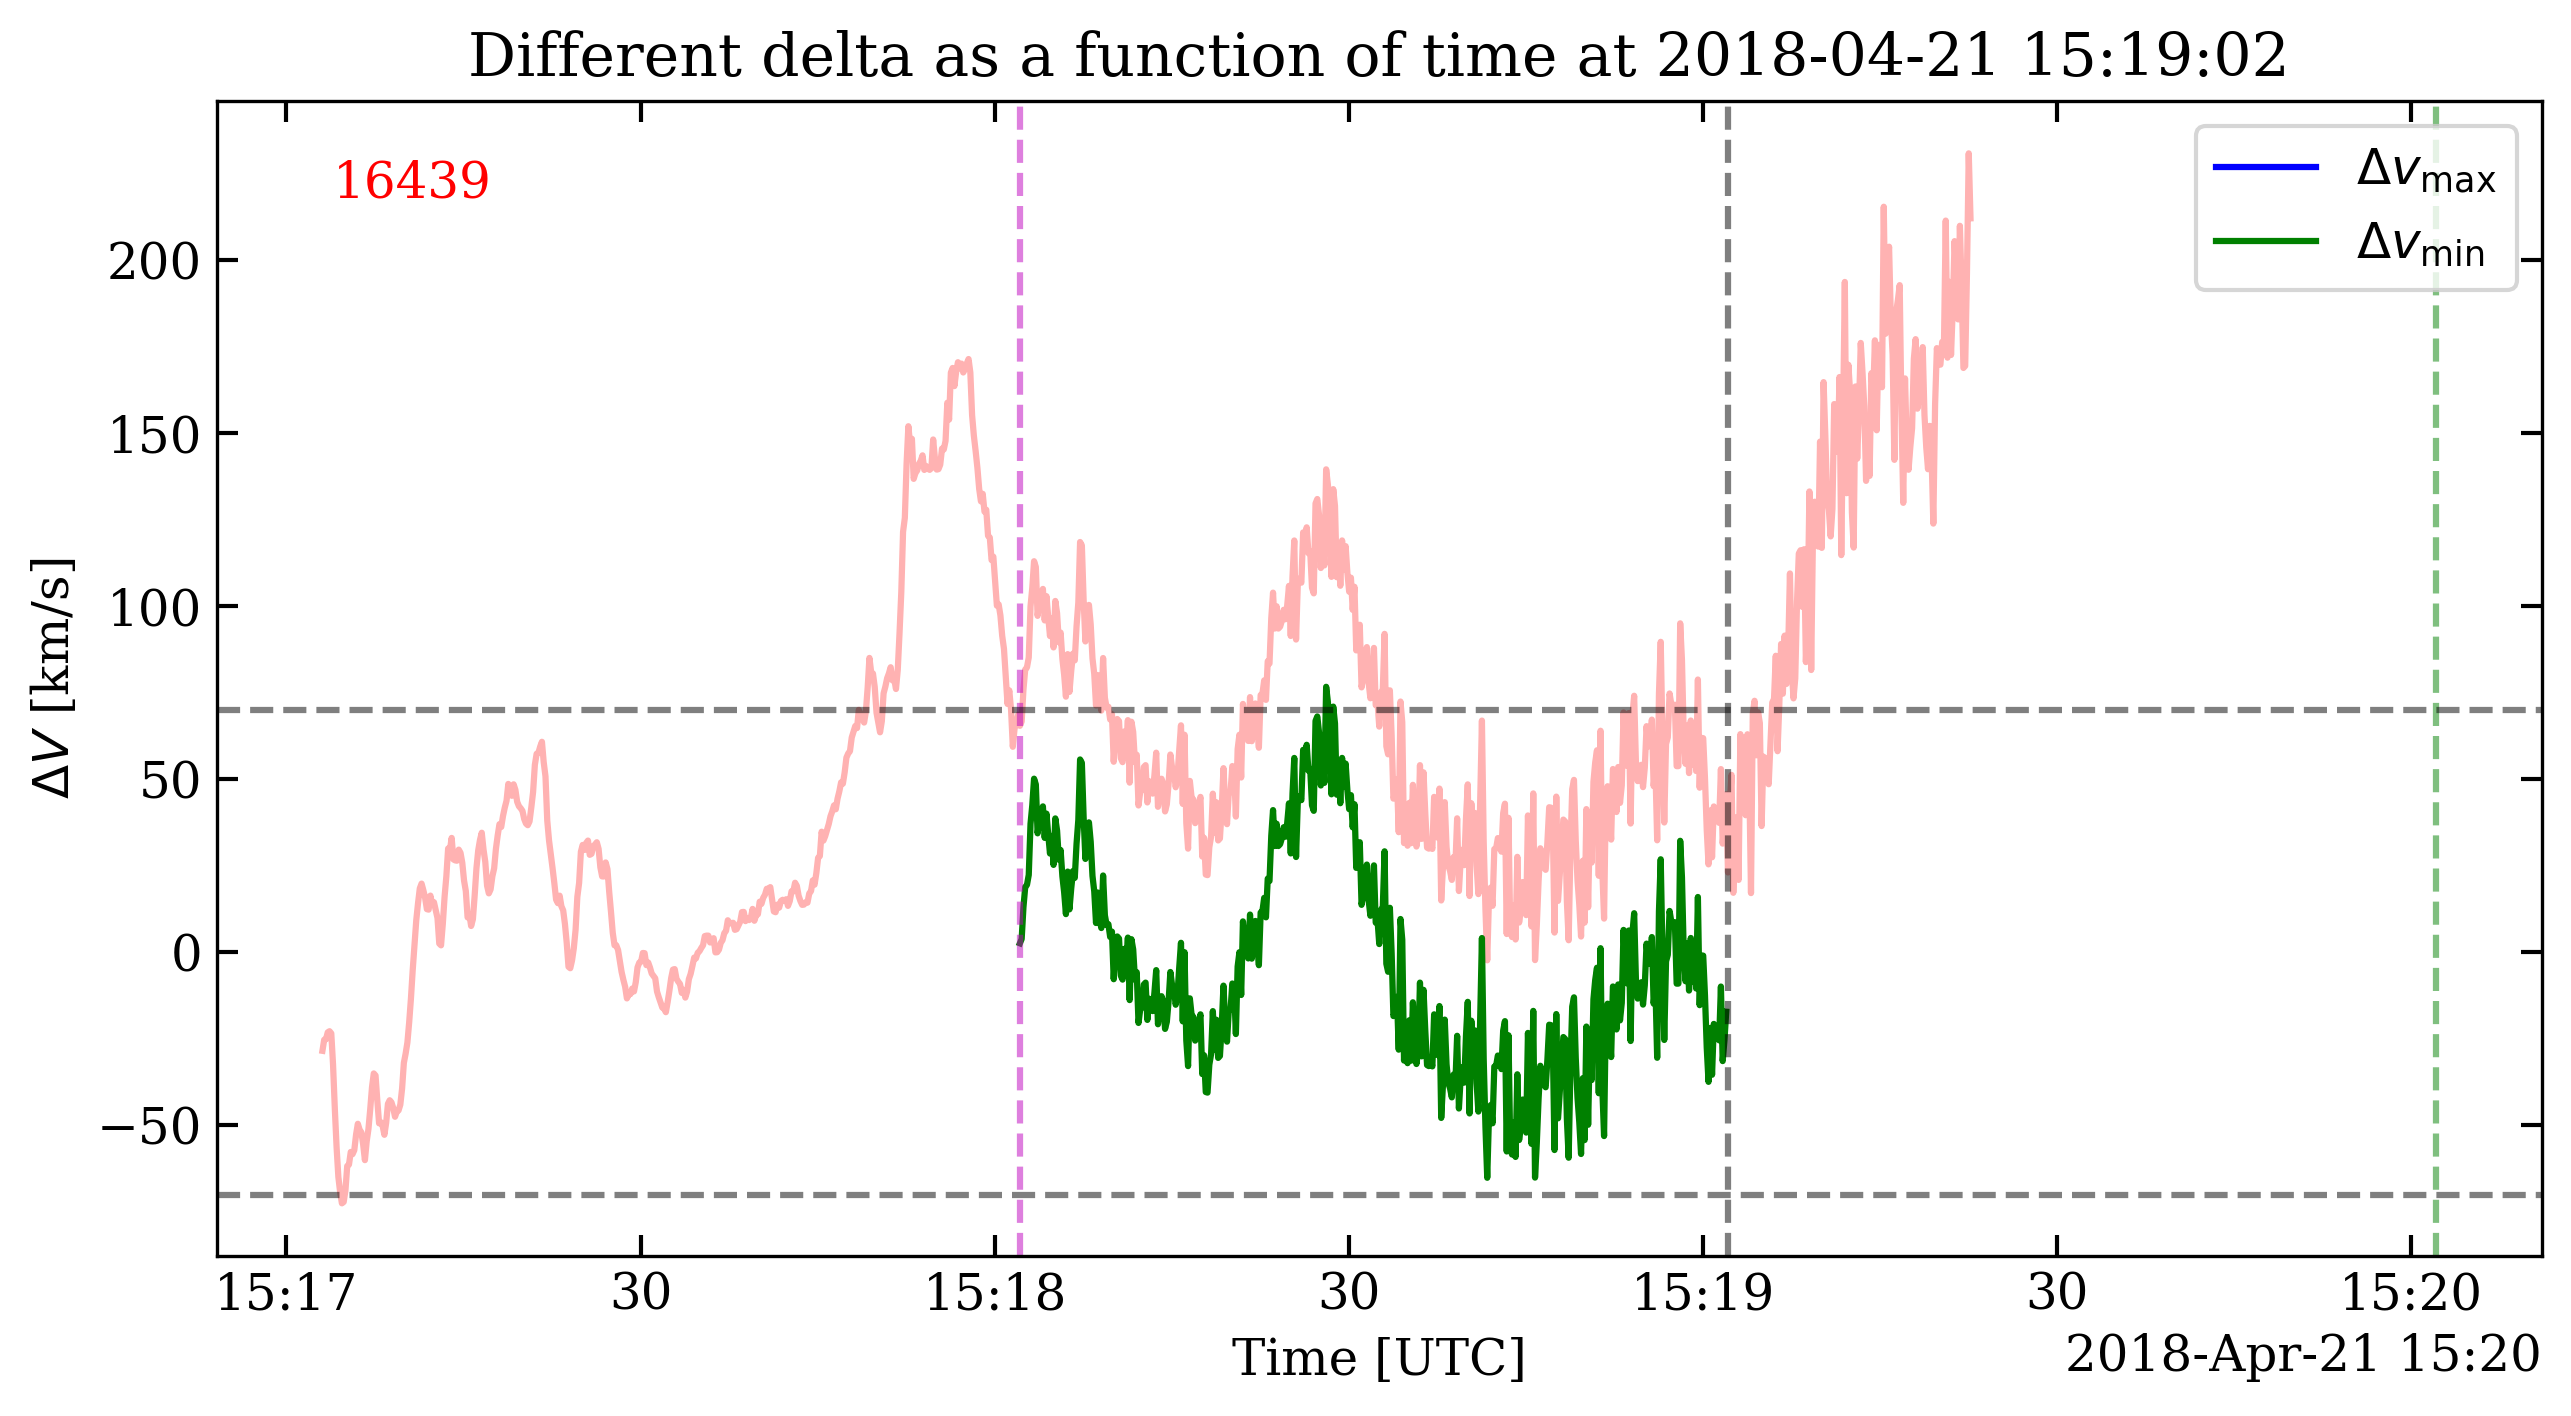 Different delta as a function of time at 2018-04-21 15:19:02
16439
Δv_max
Δv_min
200
150
100
50
0
−50
ΔV [km/s]
15:17 30 15:18 30 15:19 30 15:20
Time [UTC]
2018-Apr-21 15:20